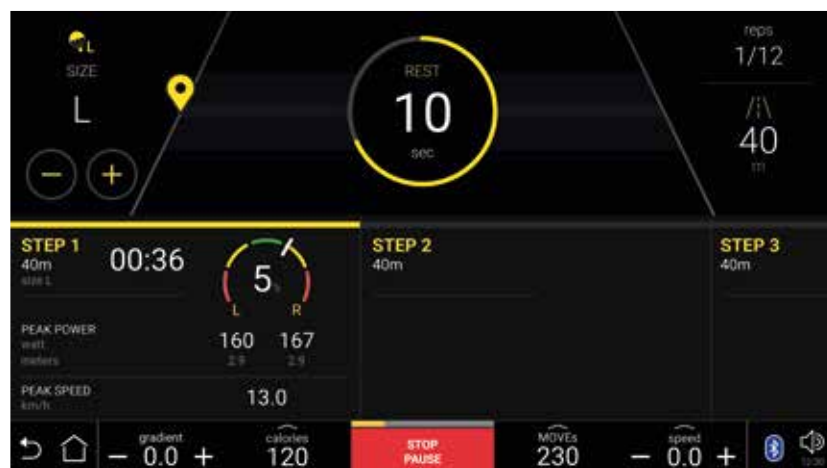 L
SIZE
L
− +
REST
10
sec
reps
1/12
40
m
STEP 1
40m
size L
00:36
5
L R
PEAK POWER
watt
meters
160 167
2.9 2.9
PEAK SPEED
km/h
13.0
STEP 2
40m
STEP 3
40m
gradient
− 0.0 +
calories
120
STOP
PAUSE
MOVEs
230
speed
− 0.0 +